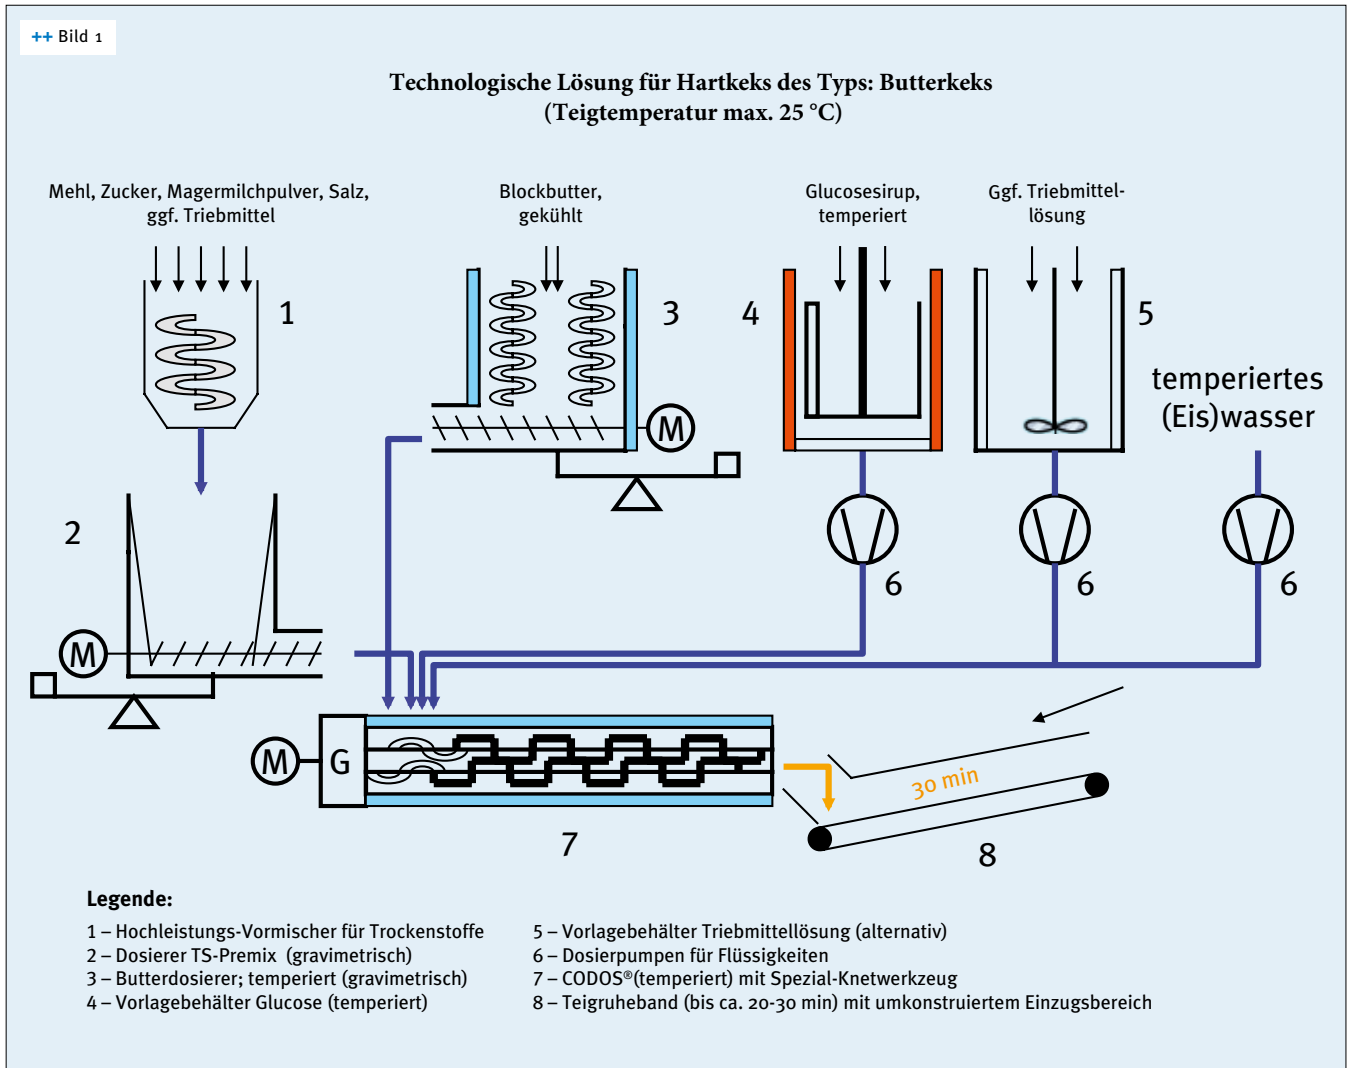 ++ Bild 1
Technologische Lösung für Hartkeks des Typs: Butterkeks
(Teigtemperatur max. 25 °C)
Mehl, Zucker, Magermilchpulver, Salz,
ggf. Triebmittel
Blockbutter,
gekühlt
Glucosesirup,
temperiert
Ggf. Triebmittel-
lösung
1
3
4
5
temperiertes
(Eis)wasser
M
2
6
6
6
M
M
G
30 min
7
8
Legende:
1 – Hochleistungs-Vormischer für Trockenstoffe
2 – Dosierer TS-Premix (gravimetrisch)
3 – Butterdosierer; temperiert (gravimetrisch)
4 – Vorlagebehälter Glucose (temperiert)
5 – Vorlagebehälter Triebmittellösung (alternativ)
6 – Dosierpumpen für Flüssigkeiten
7 – CODOS®(temperiert) mit Spezial-Knetwerkzeug
8 – Teigruheband (bis ca. 20-30 min) mit umkonstruiertem Einzugsbereich